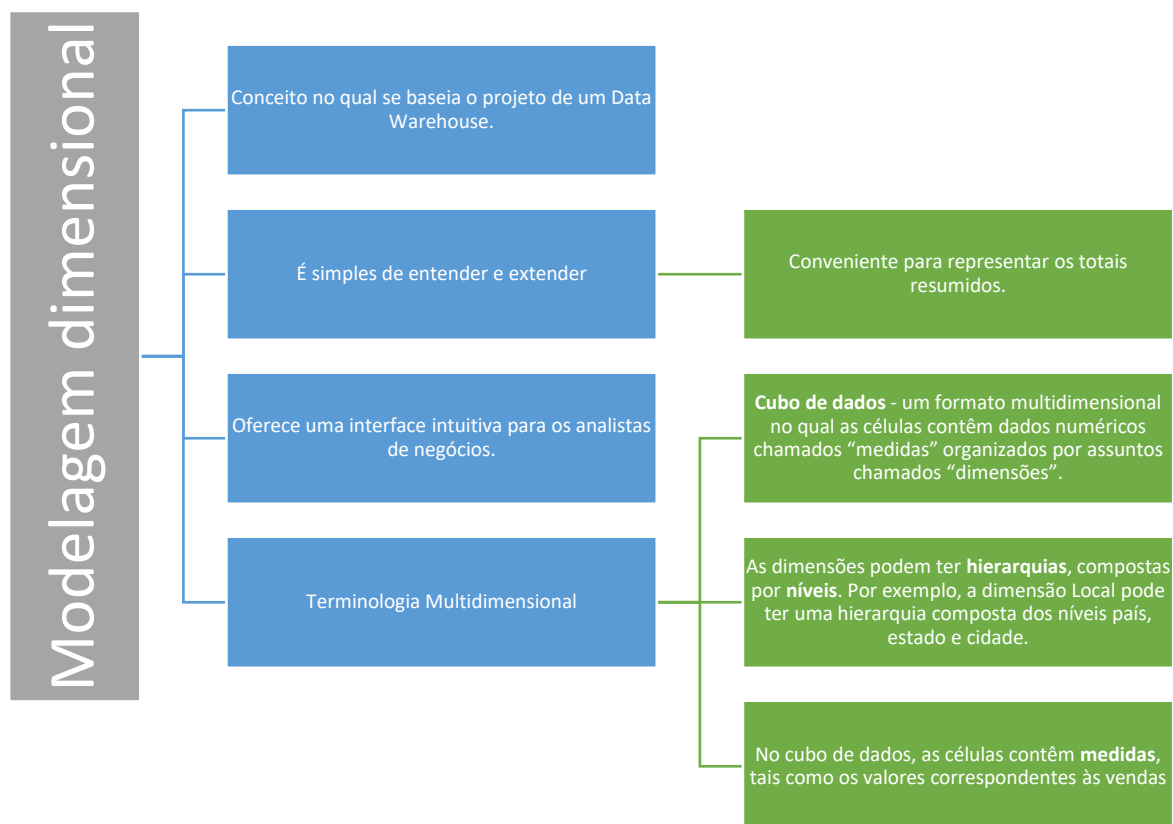 Modelagem dimensional
Conceito no qual se baseia o projeto de um Data
Warehouse.
É simples de entender e extender
Conveniente para representar os totais
resumidos.
Oferece uma interface intuitiva para os analistas
de negócios.
Terminologia Multidimensional
Cubo de dados - um formato multidimensional
no qual as células contêm dados numéricos
chamados “medidas” organizados por assuntos
chamados “dimensões”.
As dimensões podem ter hierarquias, compostas
por níveis. Por exemplo, a dimensão Local pode
ter uma hierarquia composta dos níveis país,
estado e cidade.
No cubo de dados, as células contêm medidas,
tais como os valores correspondentes às vendas